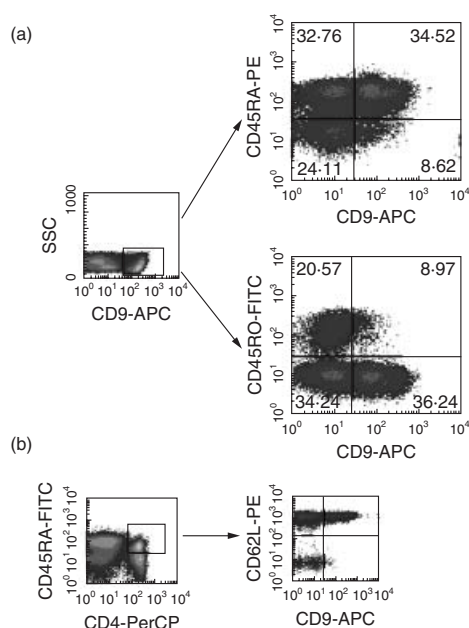 (a)
32·76 34·52
CD45RA-PE
10⁴
10³
10²
10¹
10⁰
24·11 8·62
10⁰ 10¹ 10² 10³ 10⁴
CD9-APC
SSC
1000
0
10⁰ 10¹ 10² 10³ 10⁴
CD9-APC
20·57 8·97
CD45RO-FITC
10⁴
10³
10²
10¹
10⁰
34·24 36·24
10⁰ 10¹ 10² 10³ 10⁴
CD9-APC
(b)
CD45RA-FITC
10⁰ 10¹ 10² 10³ 10⁴
10⁰ 10¹ 10² 10³ 10⁴
CD4-PerCP
CD62L-PE
10⁰ 10¹ 10² 10³ 10⁴
10⁰ 10¹ 10² 10³ 10⁴
CD9-APC